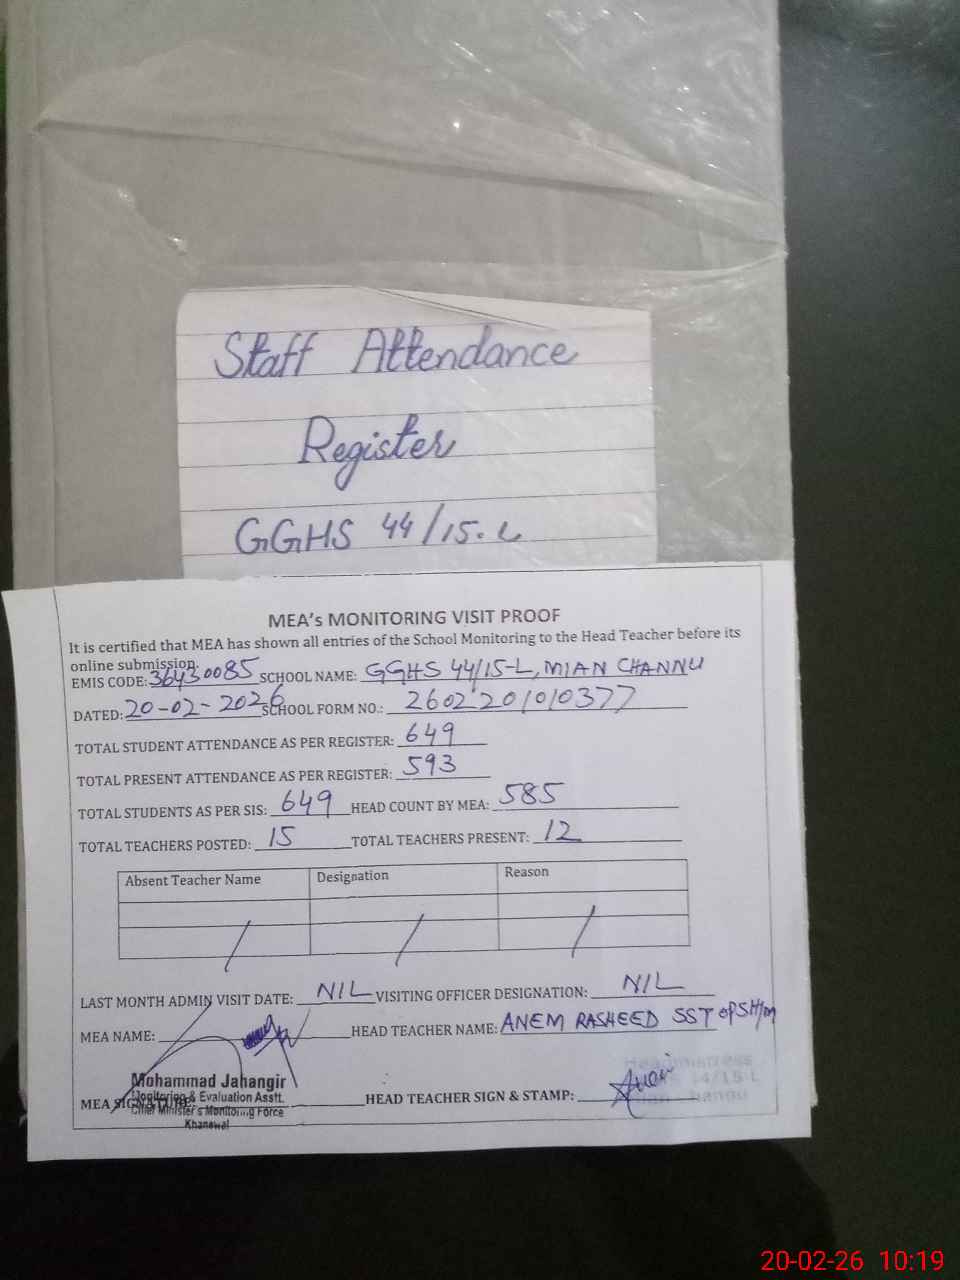 Staff Attendance
Register
GGHS 44/15-L
MEA's MONITORING VISIT PROOF
It is certified that MEA has shown all entries of the School Monitoring to the Head Teacher before its
online submission.
EMIS CODE: 36430085 SCHOOL NAME: GGHS 44/15-L, MIAN CHANNU
DATED: 20-02-2026 SCHOOL FORM NO.: 2602201010377
TOTAL STUDENT ATTENDANCE AS PER REGISTER: 649
TOTAL PRESENT ATTENDANCE AS PER REGISTER: 593
TOTAL STUDENTS AS PER SIS: 649 HEAD COUNT BY MEA: 585
TOTAL TEACHERS POSTED: 15 TOTAL TEACHERS PRESENT: 12
Absent Teacher Name Designation Reason
LAST MONTH ADMIN VISIT DATE: NIL VISITING OFFICER DESIGNATION: NIL
MEA NAME: HEAD TEACHER NAME: ANEM RASHEED SST
Mohammad Jahangir
Monitoring & Evaluation Asstt.
MEA SIGNATURE: HEAD TEACHER SIGN & STAMP:
Chief Minister's Monitoring Force
Khanewal
Headmistress
44/15-L
20-02-26 10:19